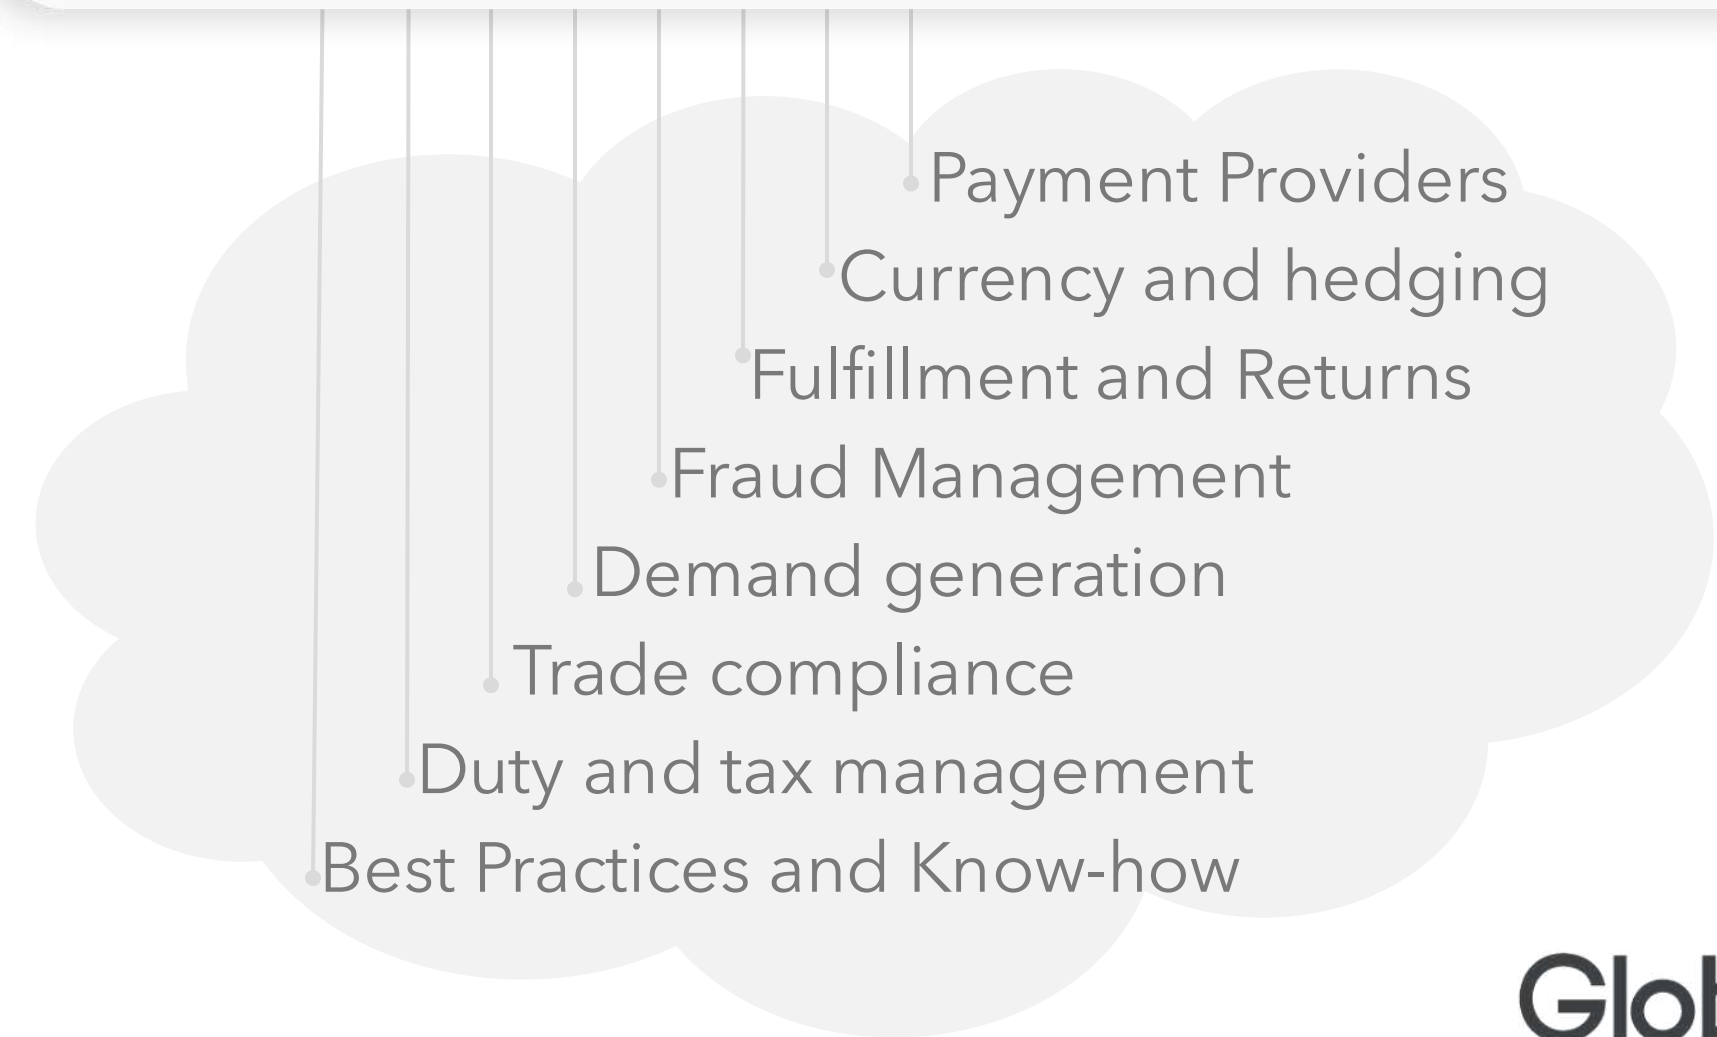 Payment Providers
Currency and hedging
Fulfillment and Returns
Fraud Management
Demand generation
Trade compliance
Duty and tax management
Best Practices and Know-how